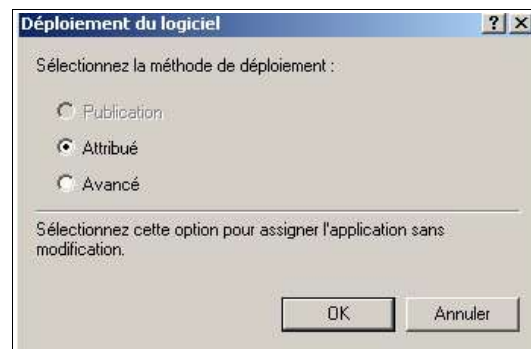 Déploiement du logiciel
Sélectionnez la méthode de déploiement :
Publication
Attribué
Avancé
Sélectionnez cette option pour assigner l'application sans
modification.
OK
Annuler